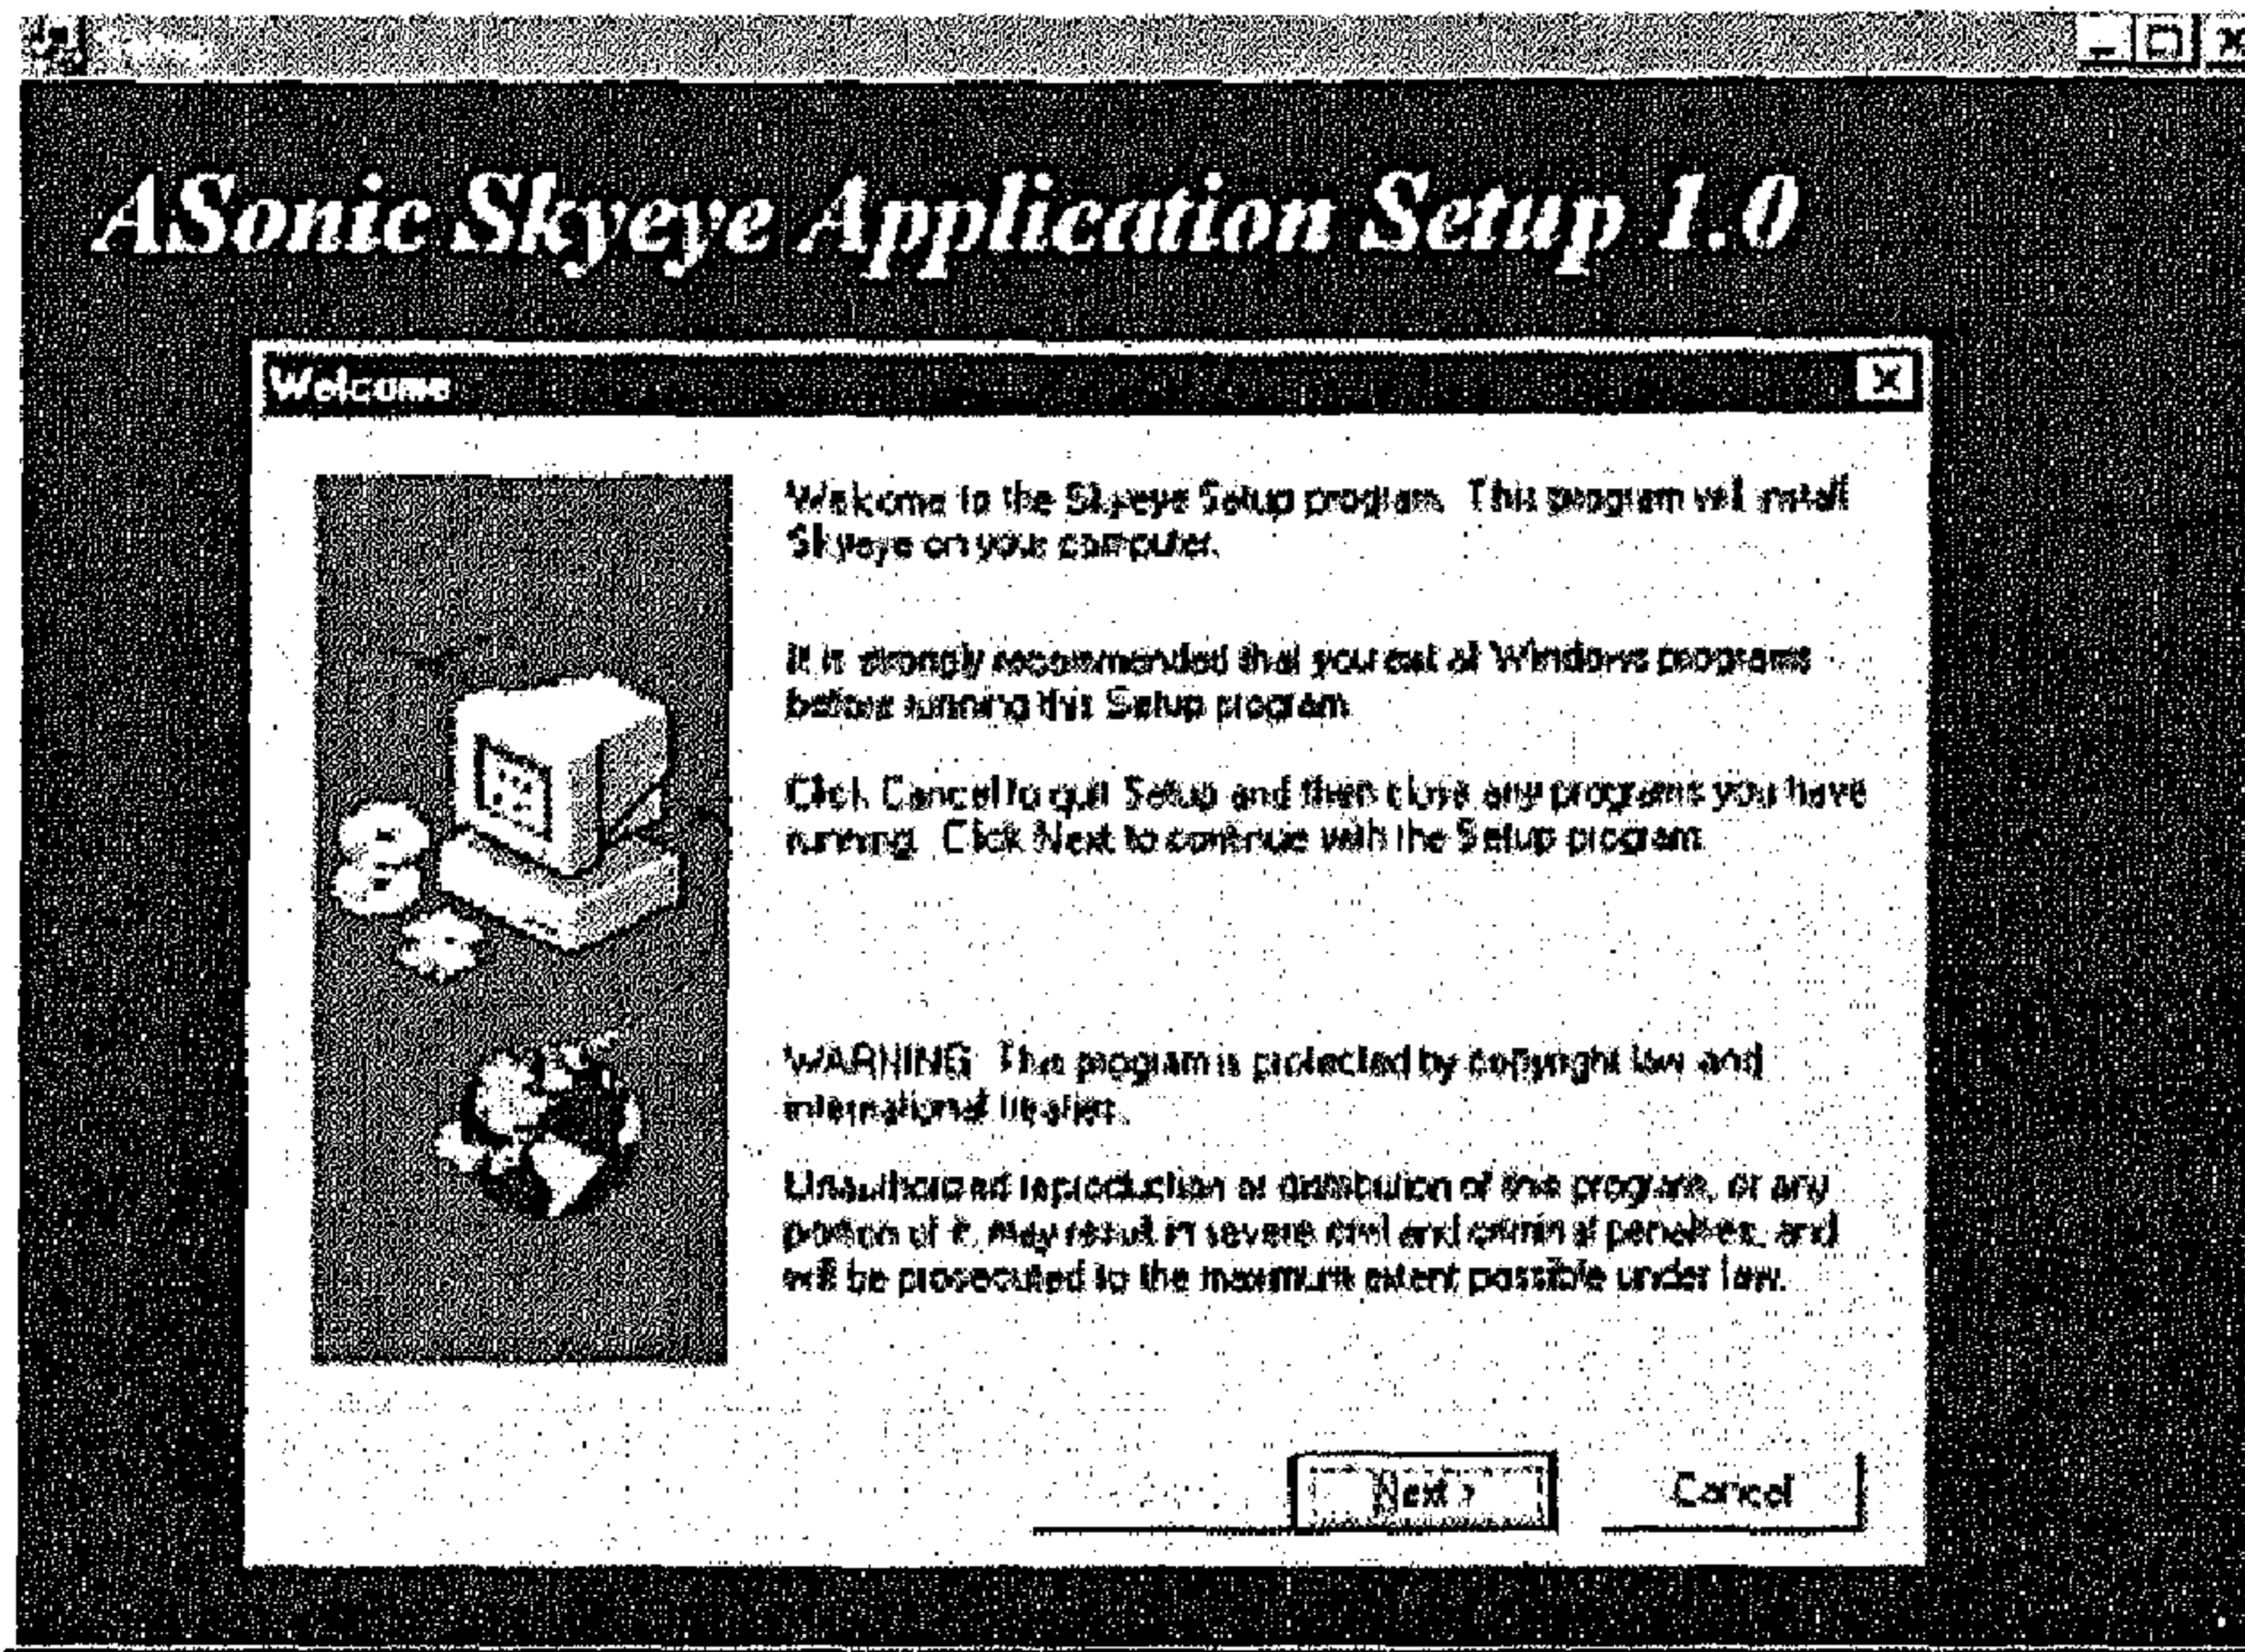 ASonic Skyeye Application Setup 1.0
Welcome
Welcome to the Skyeye Setup program. This program will install
Skyeye on your computer.
It is strongly recommended that you exit all Windows programs
before running this Setup program.
Click Cancel to quit Setup and then close any programs you have
running. Click Next to continue with the Setup program.
WARNING: This program is protected by copyright law and
international treaties.
Unauthorized reproduction or distribution of this program, or any
portion of it, may result in severe civil and criminal penalties, and
will be prosecuted to the maximum extent possible under law.
Next >
Cancel